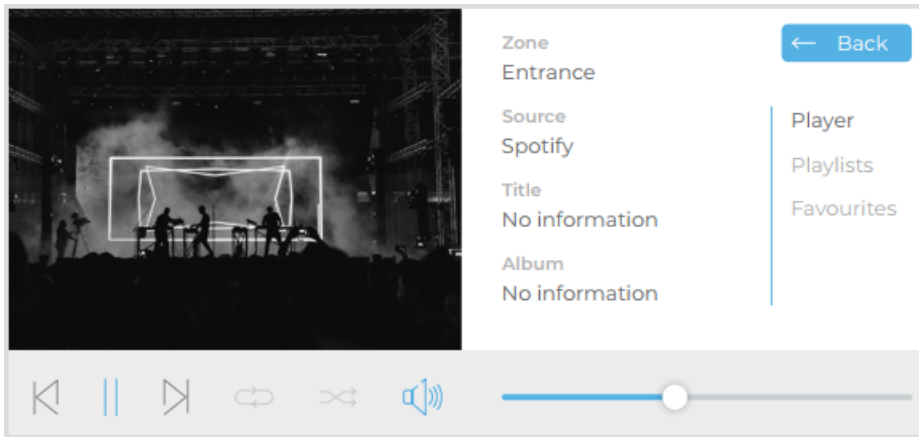 Zone
Entrance
Source
Spotify
Title
No information
Album
No information
← Back
Player
Playlists
Favourites